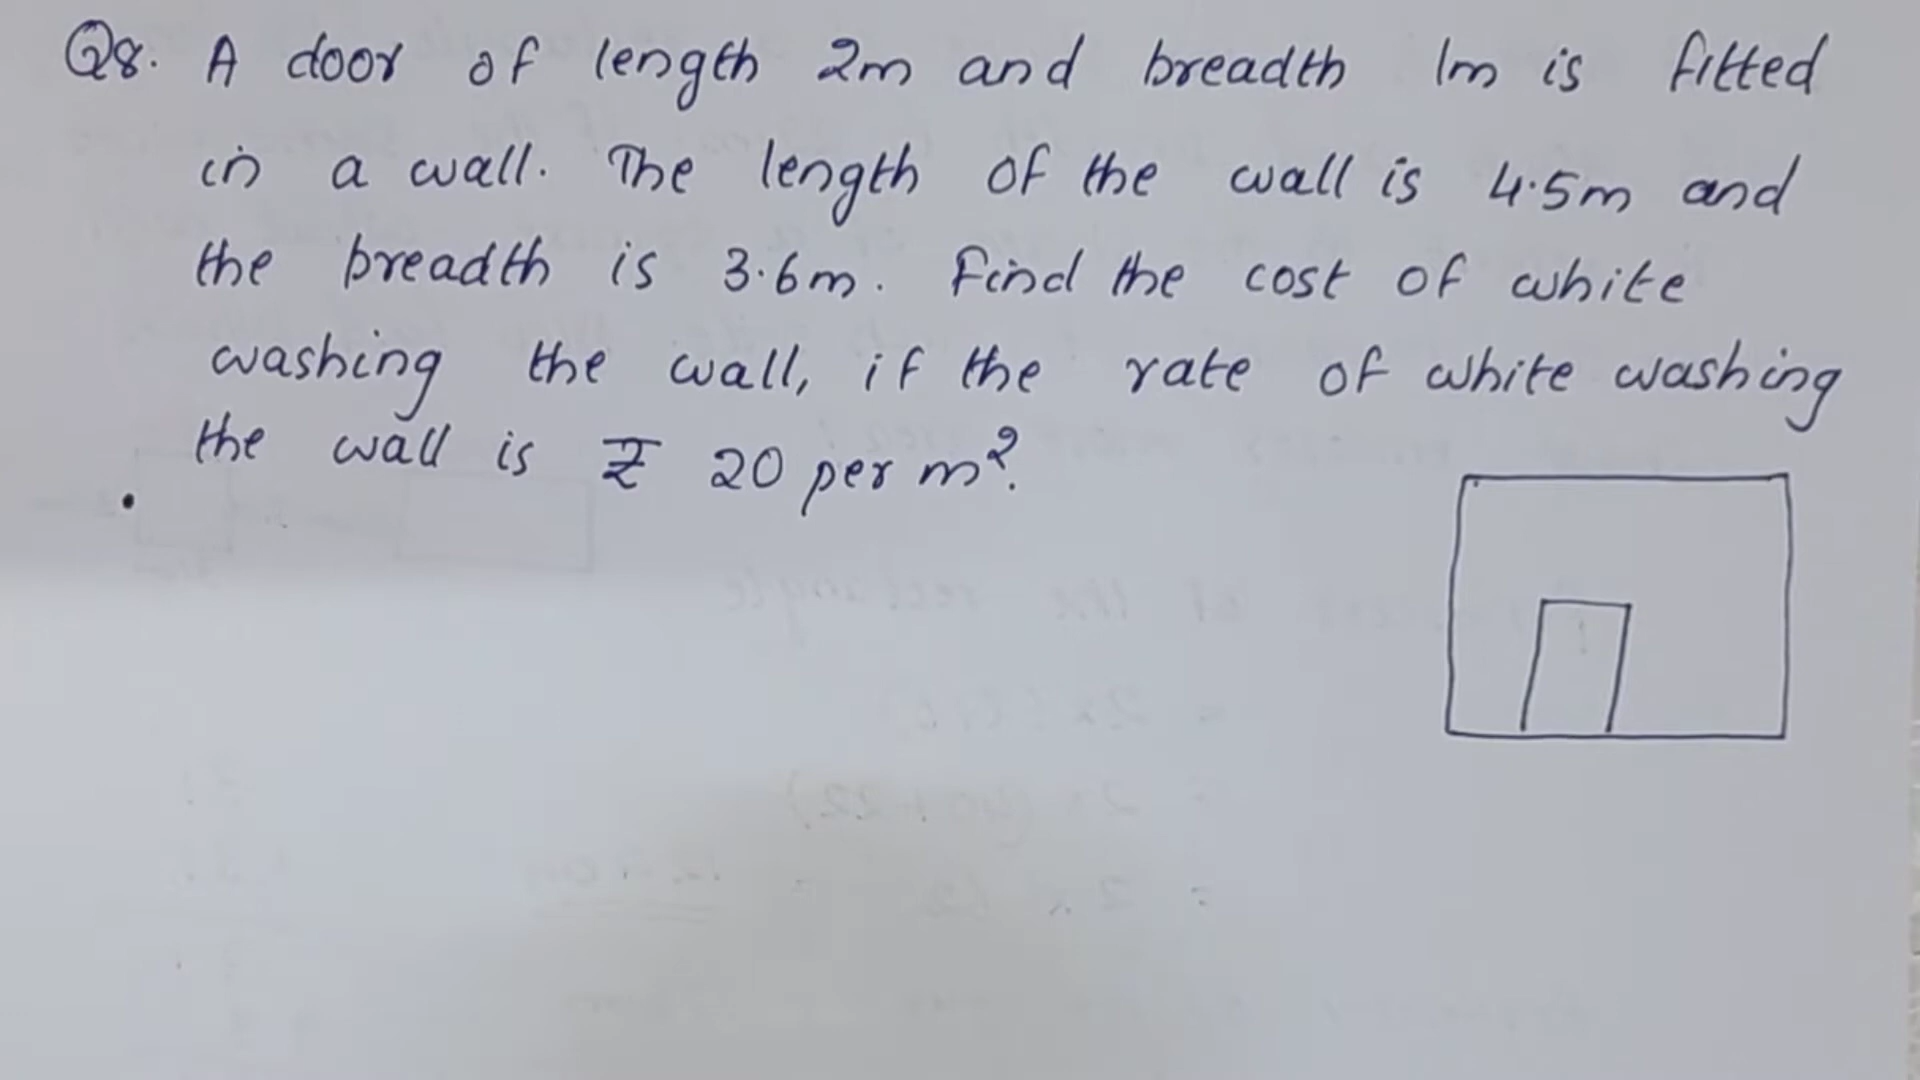 Q8. A door of length 2m and breadth 1m is fitted
in a wall. The length of the wall is 4.5m and
the breadth is 3.6m. Find the cost of white
washing the wall, if the rate of white washing
the wall is ₹ 20 per m².